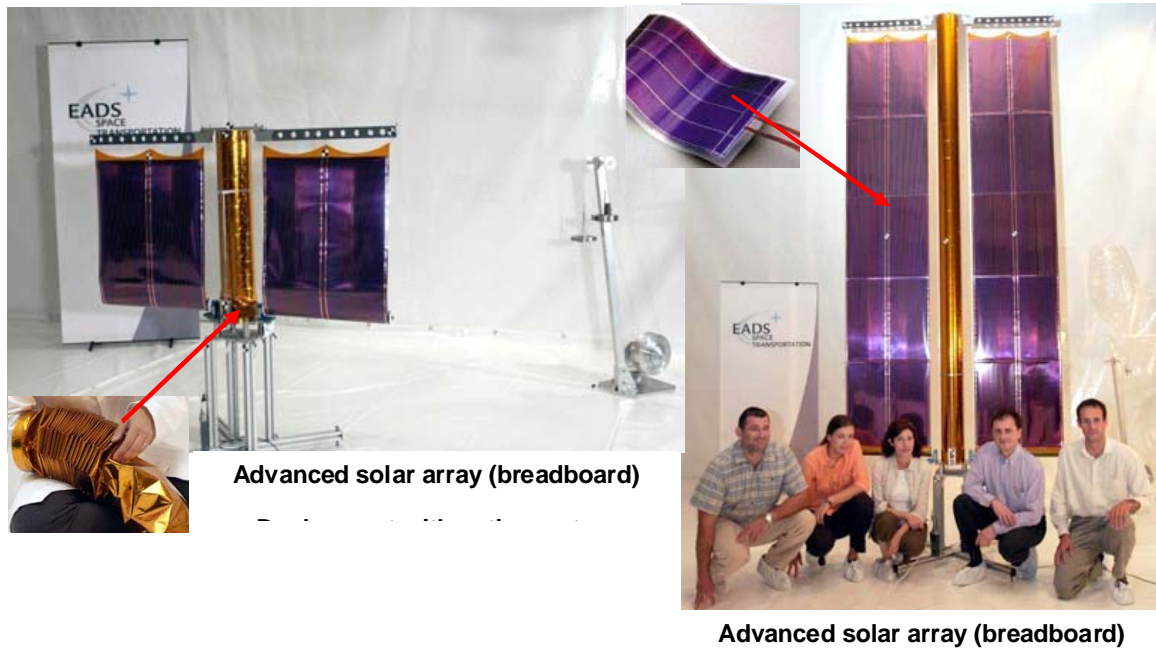 EADS
SPACE
TRANSPORTATION
Advanced solar array (breadboard)
EADS
SPACE
TRANSPORTATION
Advanced solar array (breadboard)